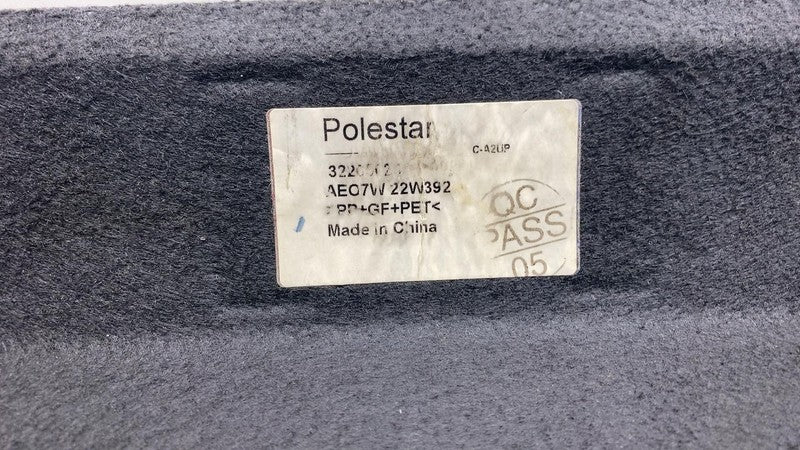 Polestar
C-A2UP
AEO7W 22W392
PP+GF+PET<
Made in China
QC
PASS
05